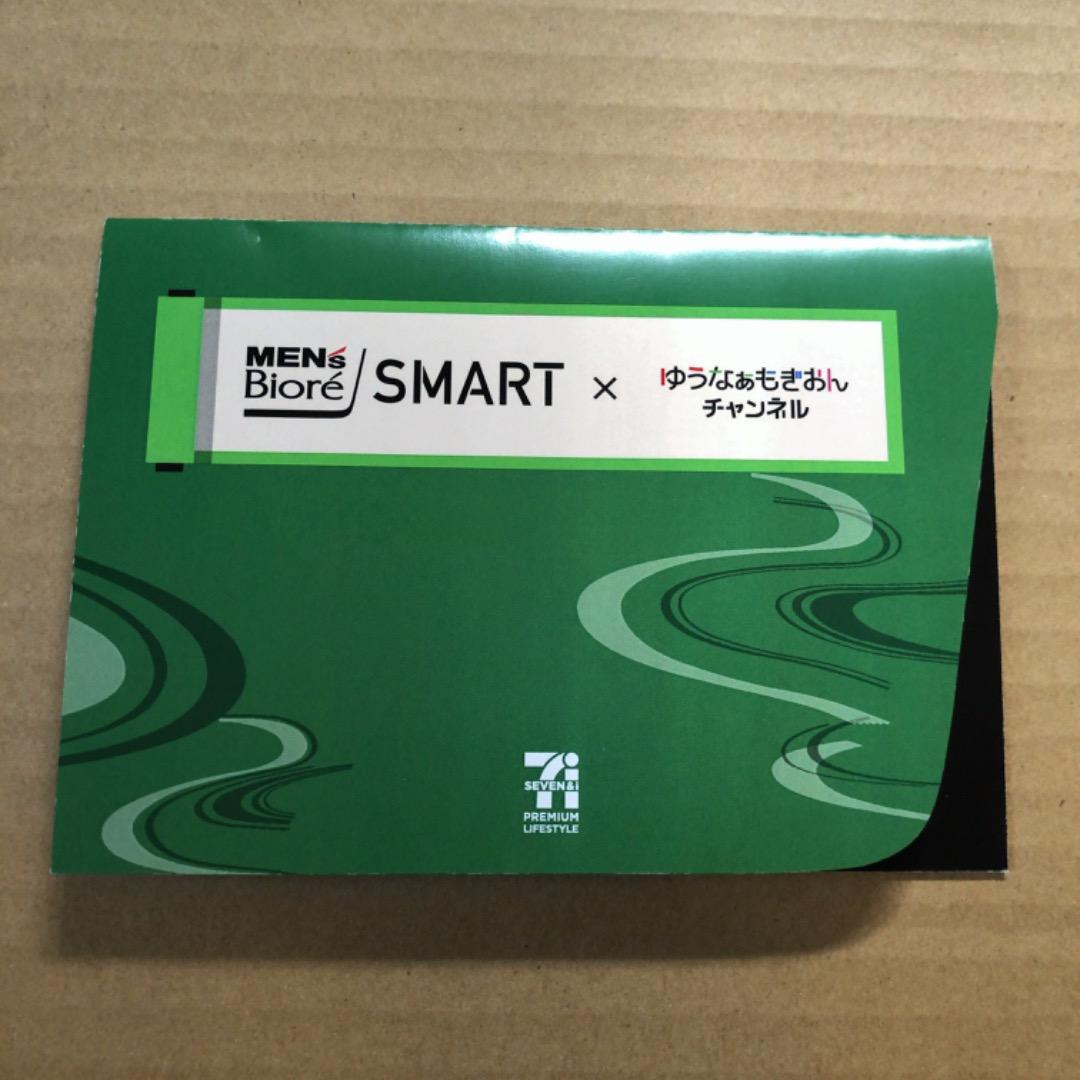 MEN's
Bioré
SMART
×
ゆうなぁもぎおん
チャンネル
7i
SEVEN&i
PREMIUM
LIFESTYLE